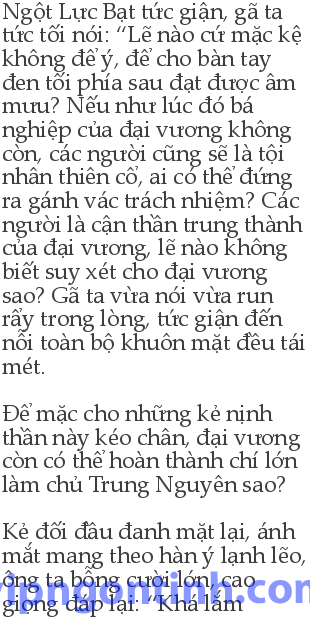 Ngột Lực Bạt tức giận, gã ta
tức tối nói: “Lẽ nào cứ mặc kệ
không để ý, để cho bàn tay
đen tối phía sau đạt được âm
mưu? Nếu như lúc đó bá
nghiệp của đại vương không
còn, các người cũng sẽ là tội
nhân thiên cổ, ai có thể đứng
ra gánh vác trách nhiệm? Các
người là cận thần trung thành
của đại vương, lẽ nào không
biết suy xét cho đại vương
sao? Gã ta vừa nói vừa run
rẩy trong lòng, tức giận đến
nỗi toàn bộ khuôn mặt đều tái
mét.
Để mặc cho những kẻ nịnh
thần này kéo chân, đại vương
còn có thể hoàn thành chí lớn
làm chủ Trung Nguyên sao?
Kẻ đối đầu đanh mặt lại, ánh
mắt mang theo hàn ý lạnh lẽo,
ông ta bỗng cười lớn, cao
giọng đáp lại: “Khá lắm
vipngontinh.com